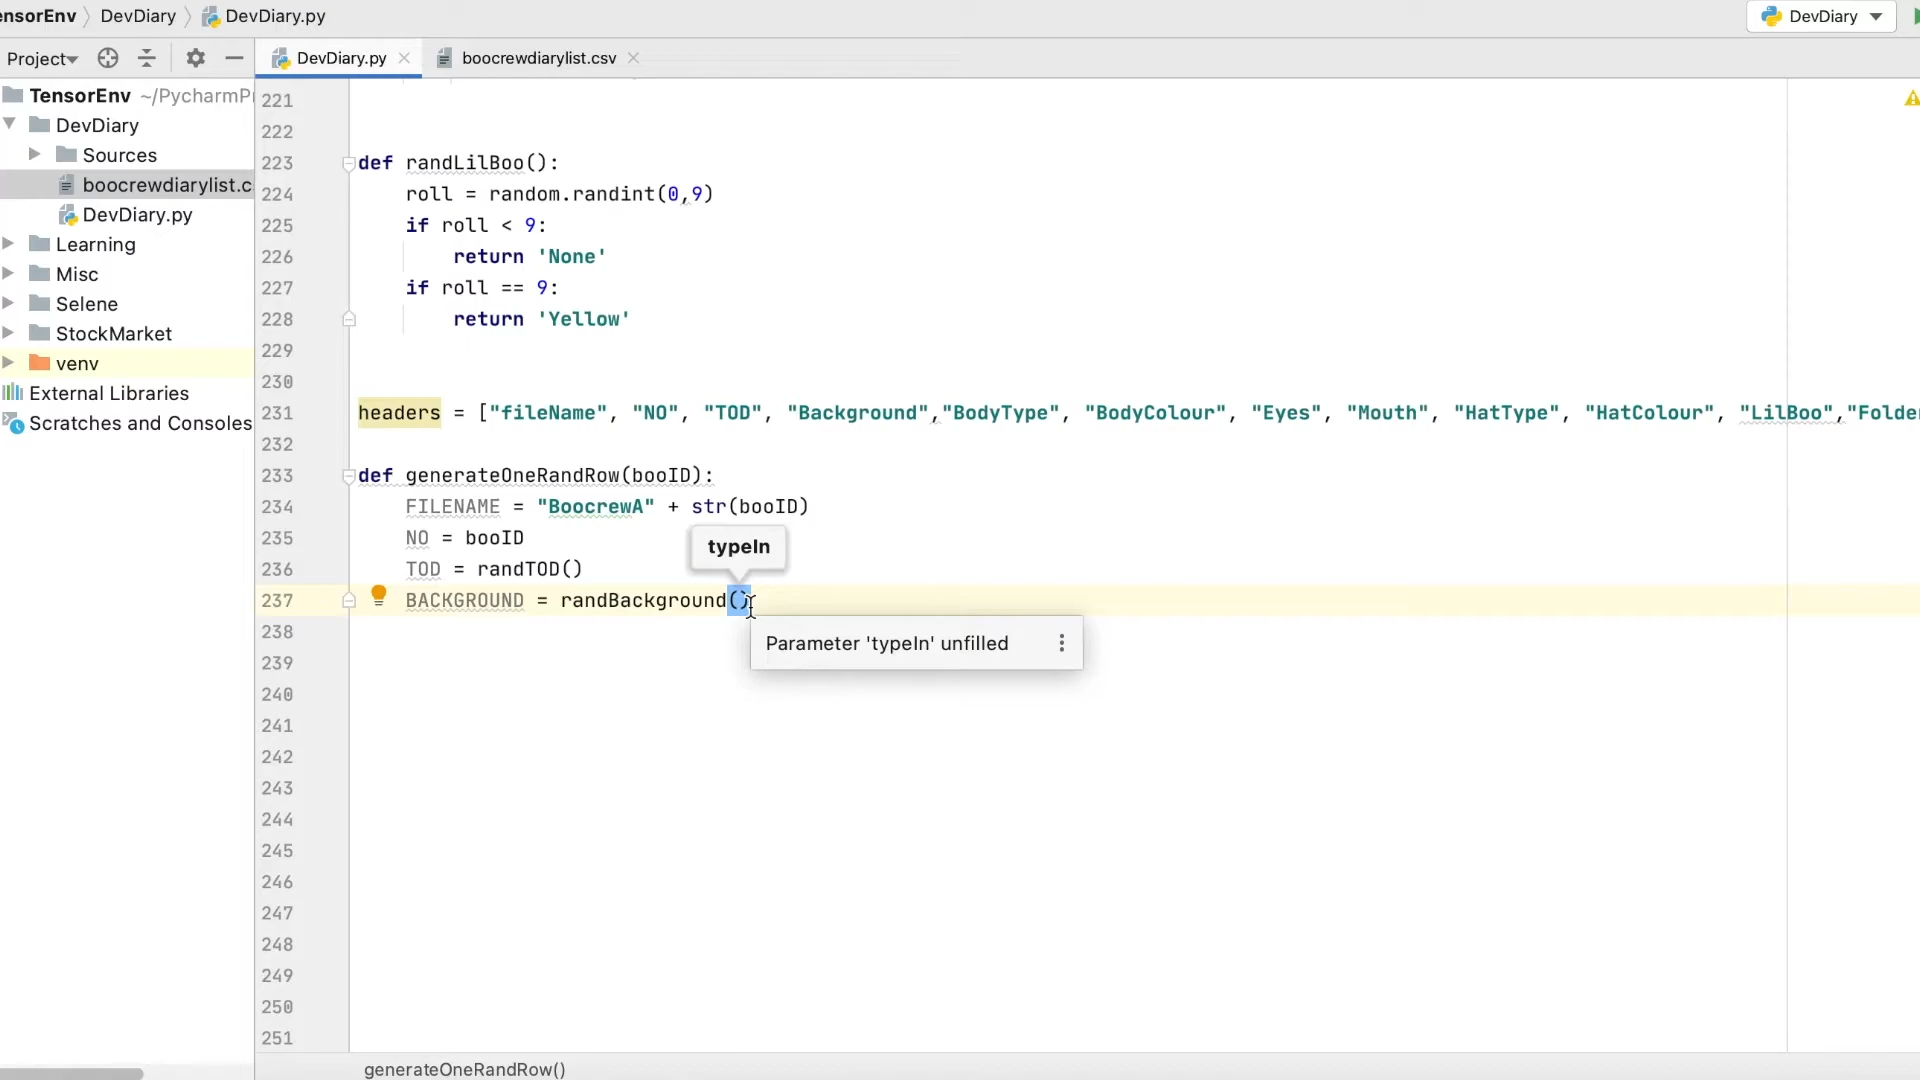 ensorEnv DevDiary DevDiary.py DevDiary
Project DevDiary.py boocrewdiarylist.csv
TensorEnv ~/PycharmP
DevDiary
Sources
boocrewdiarylist.c
DevDiary.py
Learning
Misc
Selene
StockMarket
venv
External Libraries
Scratches and Consoles
221
222
223 def randLilBoo():
224 roll = random.randint(0,9)
225 if roll < 9:
226 return 'None'
227 if roll == 9:
228 return 'Yellow'
229
230
231 headers = ["fileName", "NO", "TOD", "Background","BodyType", "BodyColour", "Eyes", "Mouth", "HatType", "HatColour", "LilBoo","Folde
232
233 def generateOneRandRow(booID):
234 FILENAME = "BoocrewA" + str(booID)
235 NO = booID
typeIn
236 TOD = randTOD()
237 BACKGROUND = randBackground()
Parameter 'typeIn' unfilled
238
239
240
241
242
243
244
245
246
247
248
249
250
251
generateOneRandRow()